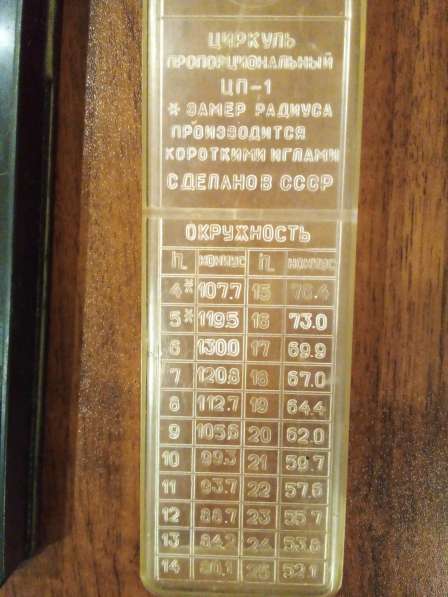 ЦИРКУЛЬ
ПРОПОРЦИОНАЛЬНЫЙ
ЦП-1
* ЗАМЕР РАДИУСА
ПРОИЗВОДИТСЯ
КОРОТКИМИ ИГЛАМИ
СДЕЛАНО В СССР
ОКРУЖНОСТЬ
n КОНИУС n КОНИУС
4* 107.7 15 76.4
5* 119.5 16 73.0
6 130.0 17 69.9
7 120.8 18 67.0
8 112.7 19 64.4
9 105.6 20 62.0
10 99.3 21 59.7
11 93.7 22 57.6
12 88.7 23 55.7
13 84.2 24 53.8
14 80.1 25 52.1